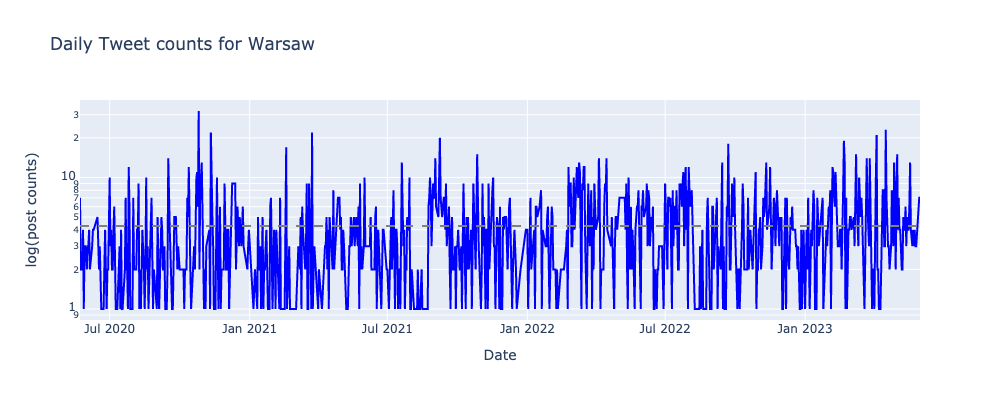 Daily Tweet counts for Warsaw
log(post counts)
3
2
10
9
8
7
6
5
4
3
2
1
9
Jul 2020
Jan 2021
Jul 2021
Jan 2022
Jul 2022
Jan 2023
Date